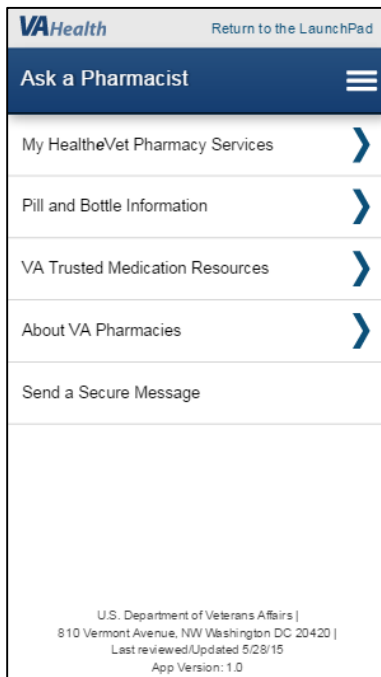 VAHealth Return to the LaunchPad
Ask a Pharmacist
My HealtheVet Pharmacy Services
Pill and Bottle Information
VA Trusted Medication Resources
About VA Pharmacies
Send a Secure Message
U.S. Department of Veterans Affairs |
810 Vermont Avenue, NW Washington DC 20420 |
Last reviewed/Updated 5/28/15
App Version: 1.0